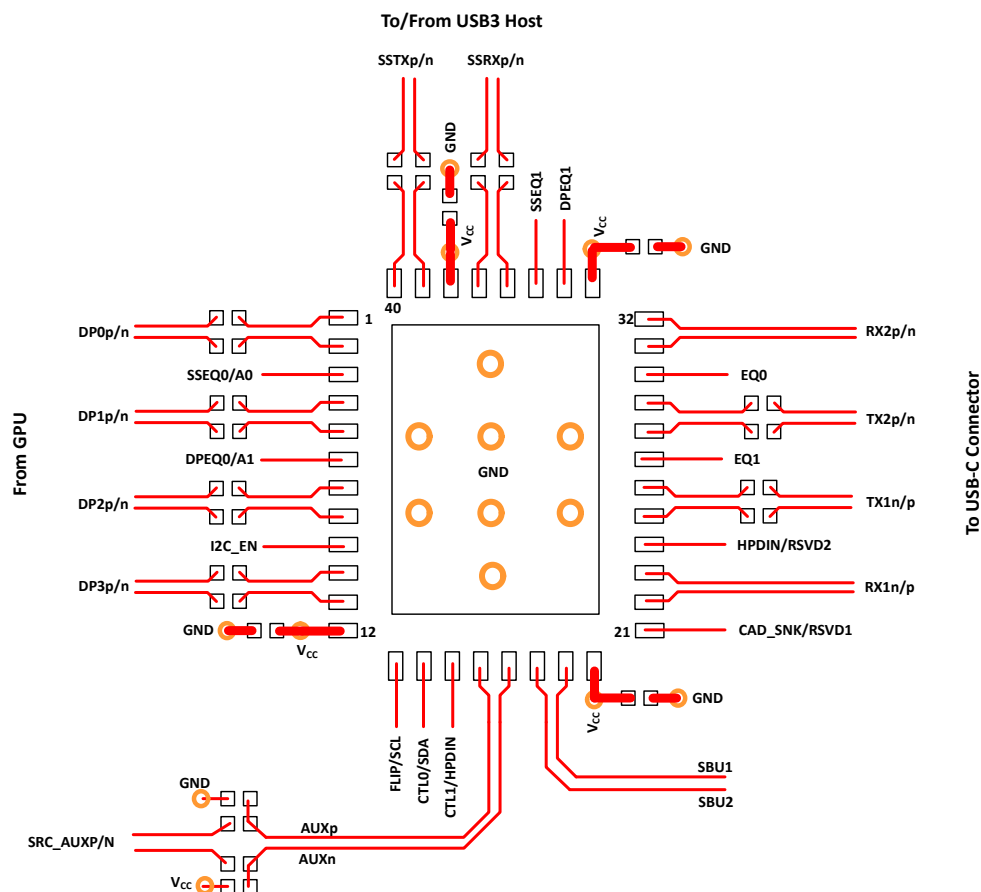 To/From USB3 Host
SSTXp/n
SSRXp/n
GND
SSEQ1
DPEQ1
VCC
VCC
GND
40
1
32
DP0p/n
RX2p/n
SSEQ0/A0
EQ0
DP1p/n
TX2p/n
From GPU
DPEQ0/A1
GND
EQ1
To USB-C Connector
DP2p/n
TX1n/p
I2C_EN
HPDIN/RSVD2
DP3p/n
RX1n/p
GND
VCC
12
21
CAD_SNK/RSVD1
FLIP/SCL
CTL0/SDA
CTL1/HPDIN
VCC
GND
SBU1
SBU2
GND
SRC_AUXP/N
AUXp
AUXn
VCC